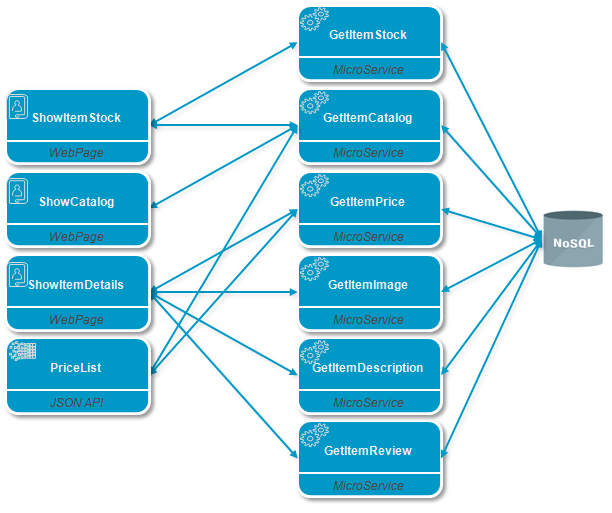 GetItemStock
MicroService
ShowItemStock
WebPage
GetItemCatalog
MicroService
ShowCatalog
WebPage
GetItemPrice
MicroService
NoSQL
ShowItemDetails
WebPage
GetItemImage
MicroService
PriceList
JSON API
GetItemDescription
MicroService
GetItemReview
MicroService